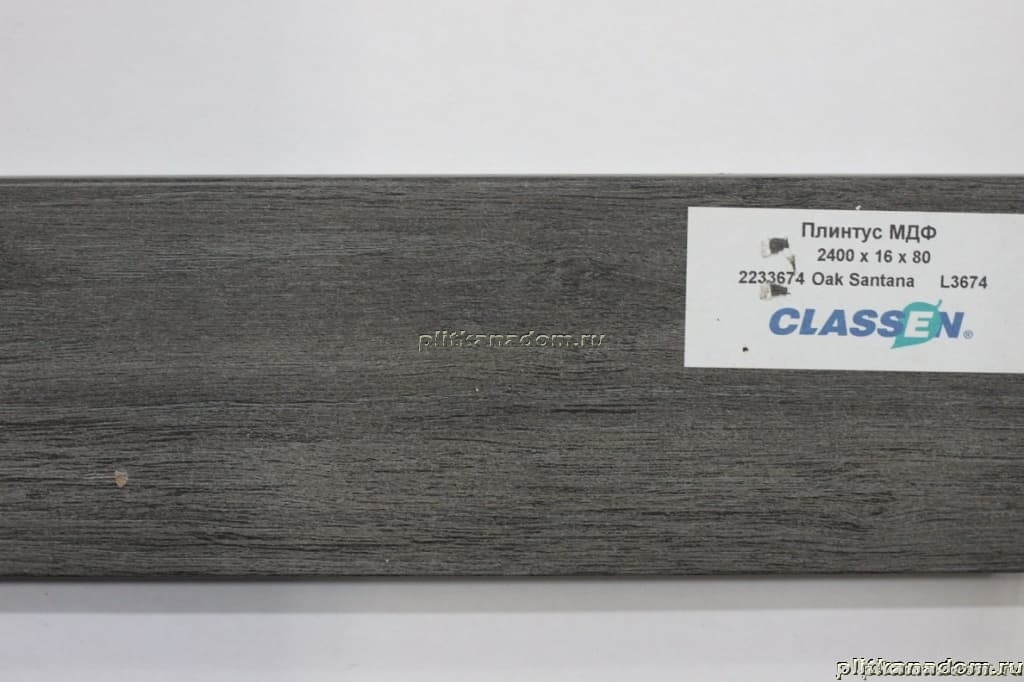 Плинтус МДФ
2400 x 16 x 80
2233674 Oak Santana L3674
CLASSEN®
plitkanadom.ru
plitkanadom.ru